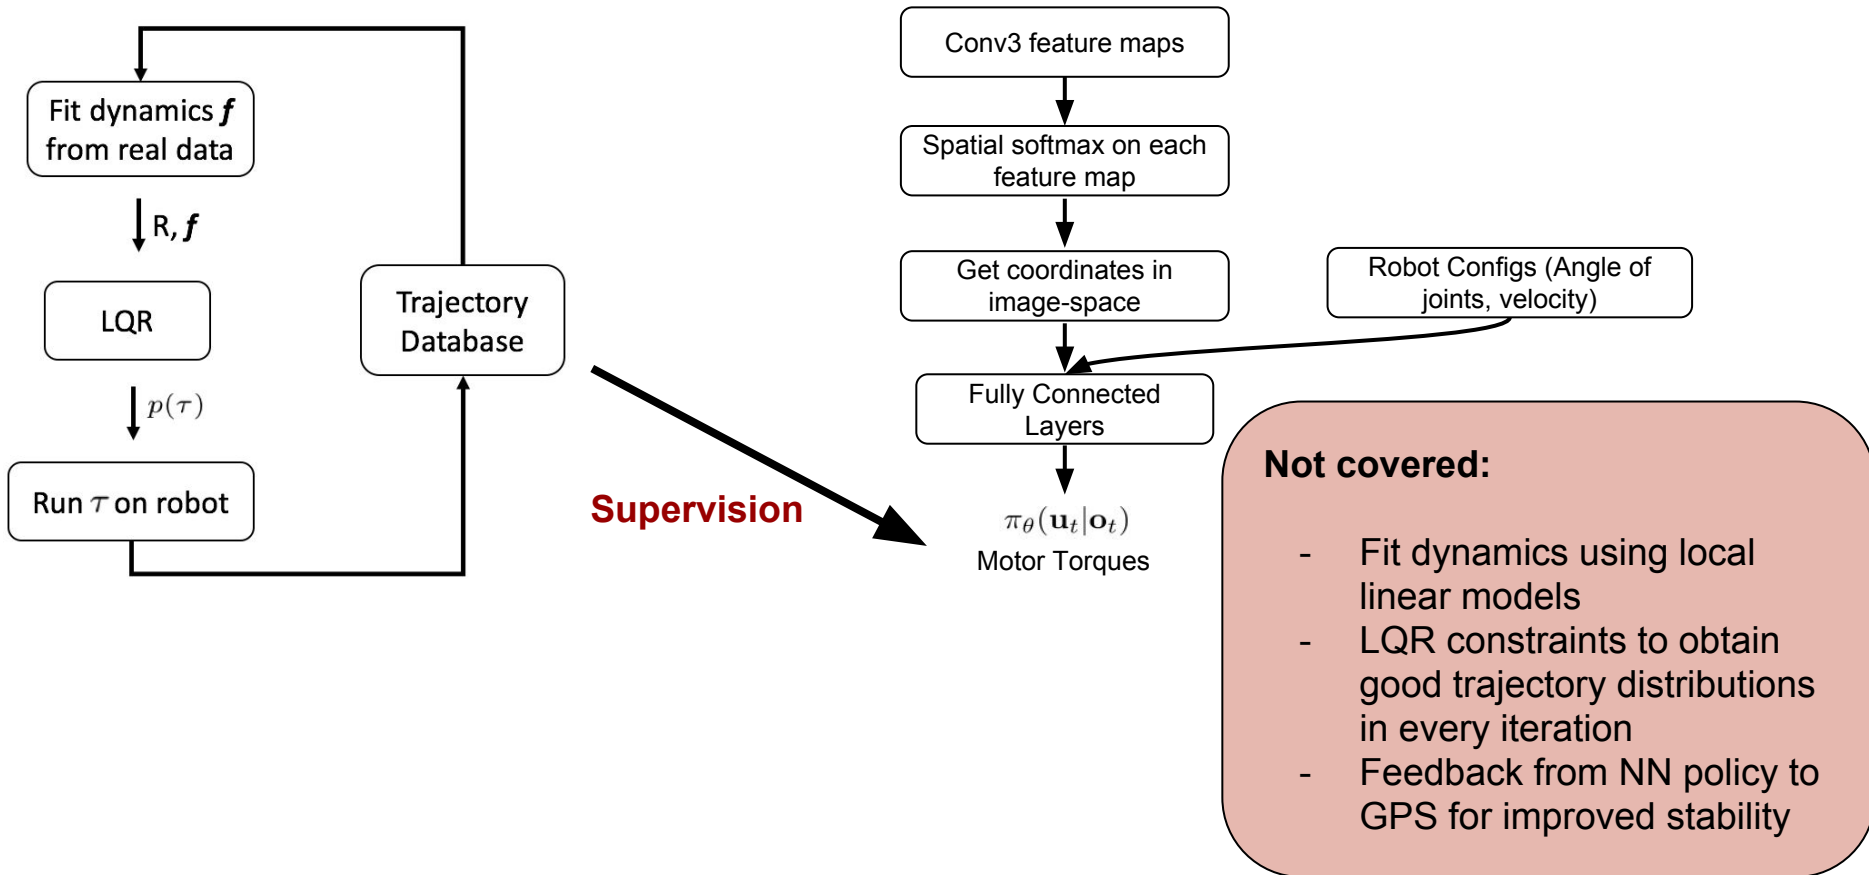 Fit dynamics f
from real data
R, f
LQR
p(τ)
Run τ on robot
Trajectory
Database
Supervision
Conv3 feature maps
Spatial softmax on each
feature map
Get coordinates in
image-space
Robot Configs (Angle of
joints, velocity)
Fully Connected
Layers
π_θ(u_t|o_t)
Motor Torques
Not covered:
- Fit dynamics using local
linear models
- LQR constraints to obtain
good trajectory distributions
in every iteration
- Feedback from NN policy to
GPS for improved stability